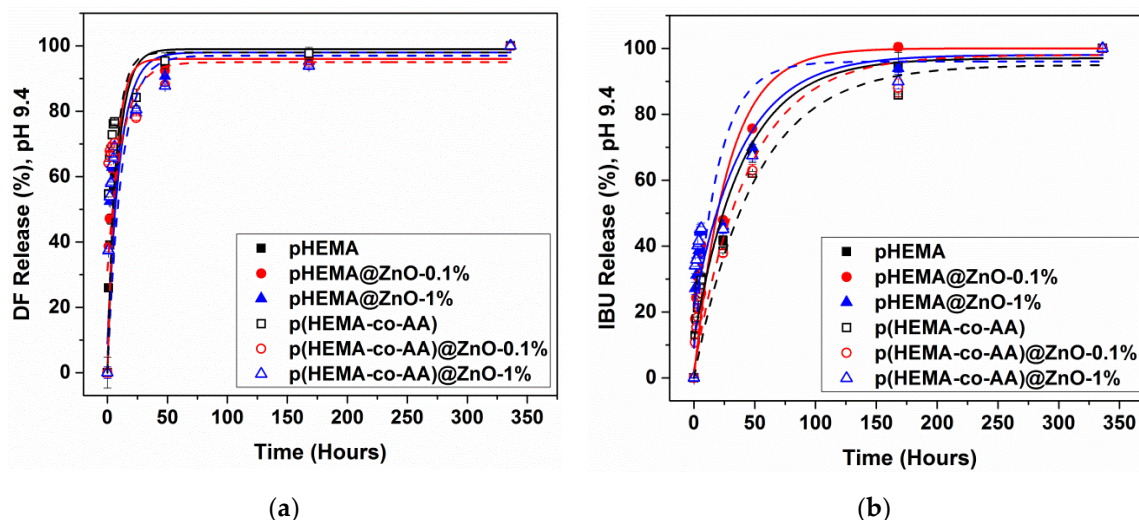 DF Release (%), pH 9.4
100
80
60
40
20
0
pHEMA
pHEMA@ZnO-0.1%
pHEMA@ZnO-1%
p(HEMA-co-AA)
p(HEMA-co-AA)@ZnO-0.1%
p(HEMA-co-AA)@ZnO-1%
0 50 100 150 200 250 300 350
Time (Hours)
(a)
IBU Release (%), pH 9.4
100
80
60
40
20
0
pHEMA
pHEMA@ZnO-0.1%
pHEMA@ZnO-1%
p(HEMA-co-AA)
p(HEMA-co-AA)@ZnO-0.1%
p(HEMA-co-AA)@ZnO-1%
0 50 100 150 200 250 300 350
Time (Hours)
(b)